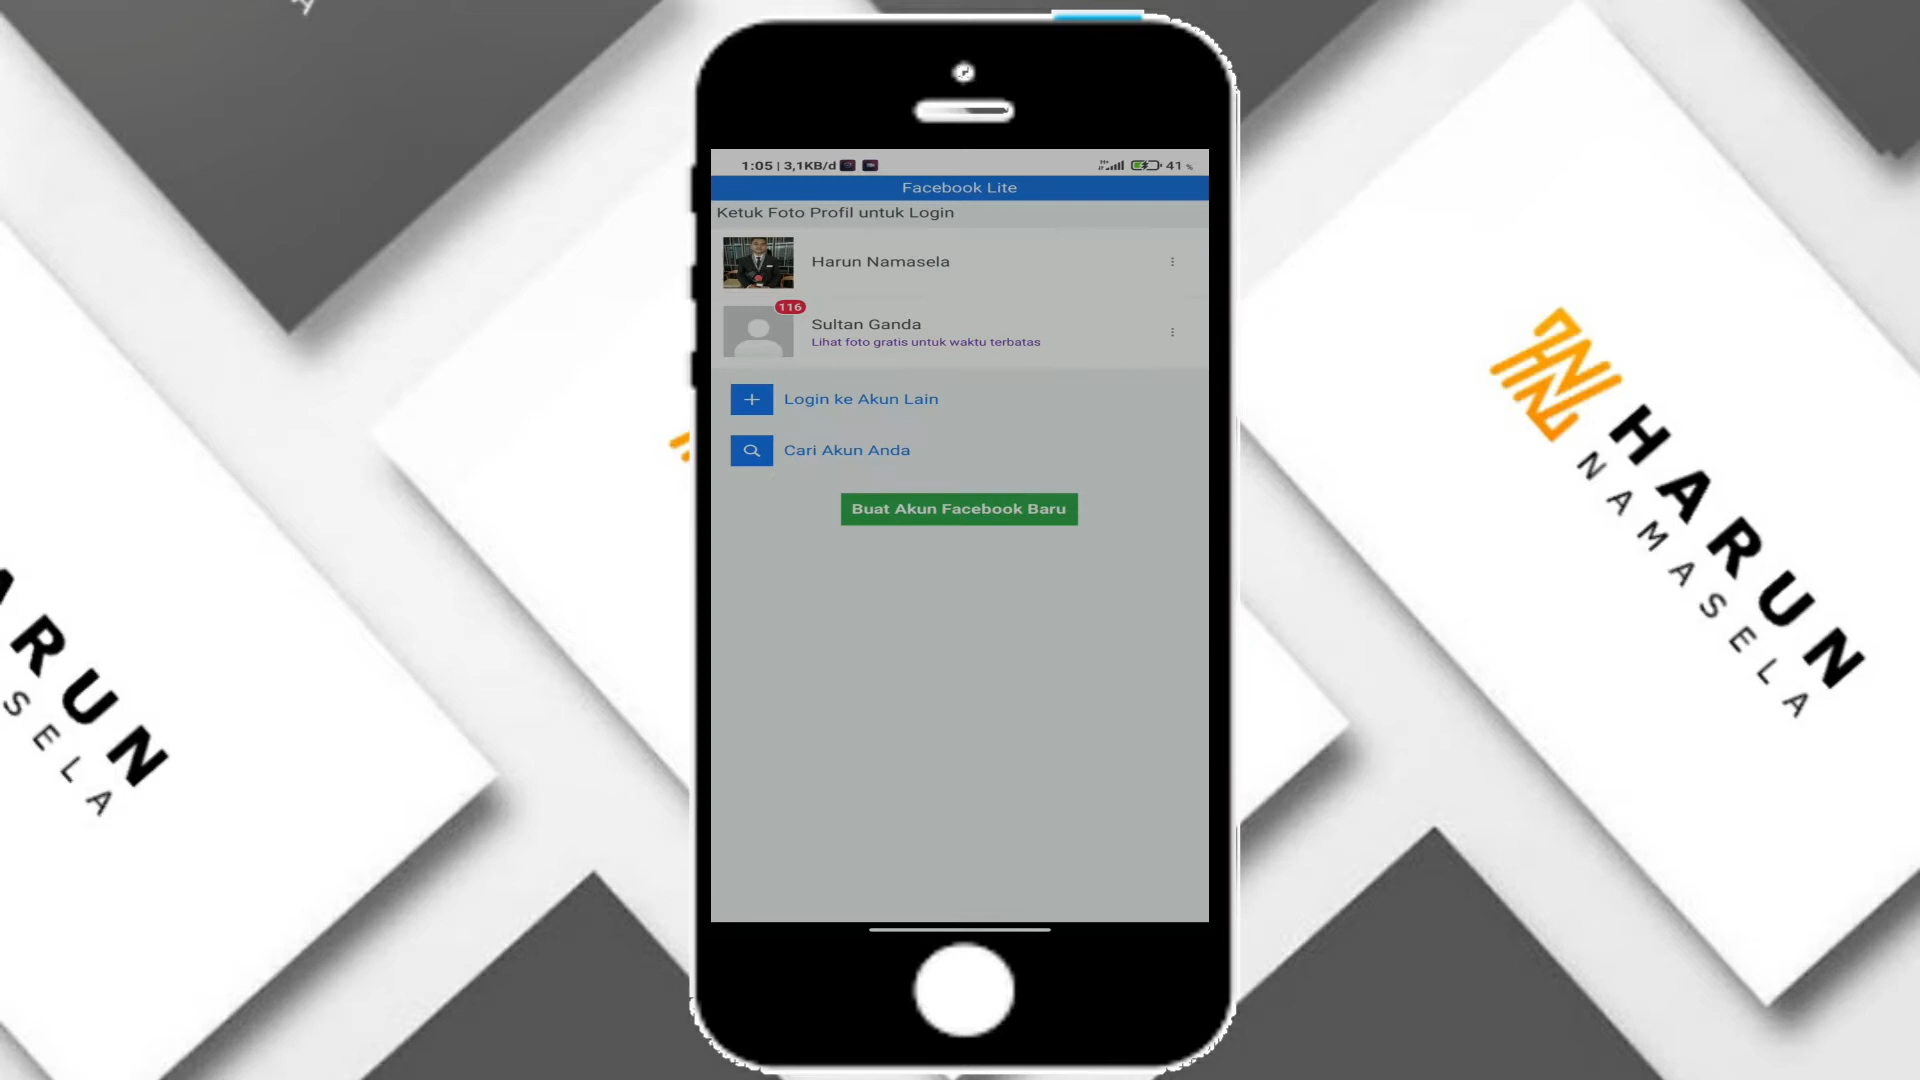 1:05 | 3,1KB/d
41 %
Facebook Lite
Ketuk Foto Profil untuk Login
Harun Namasela
116
Sultan Ganda
Lihat foto gratis untuk waktu terbatas
Login ke Akun Lain
Cari Akun Anda
Buat Akun Facebook Baru
HARUN
NAMASELA
ARUN
SELA
A